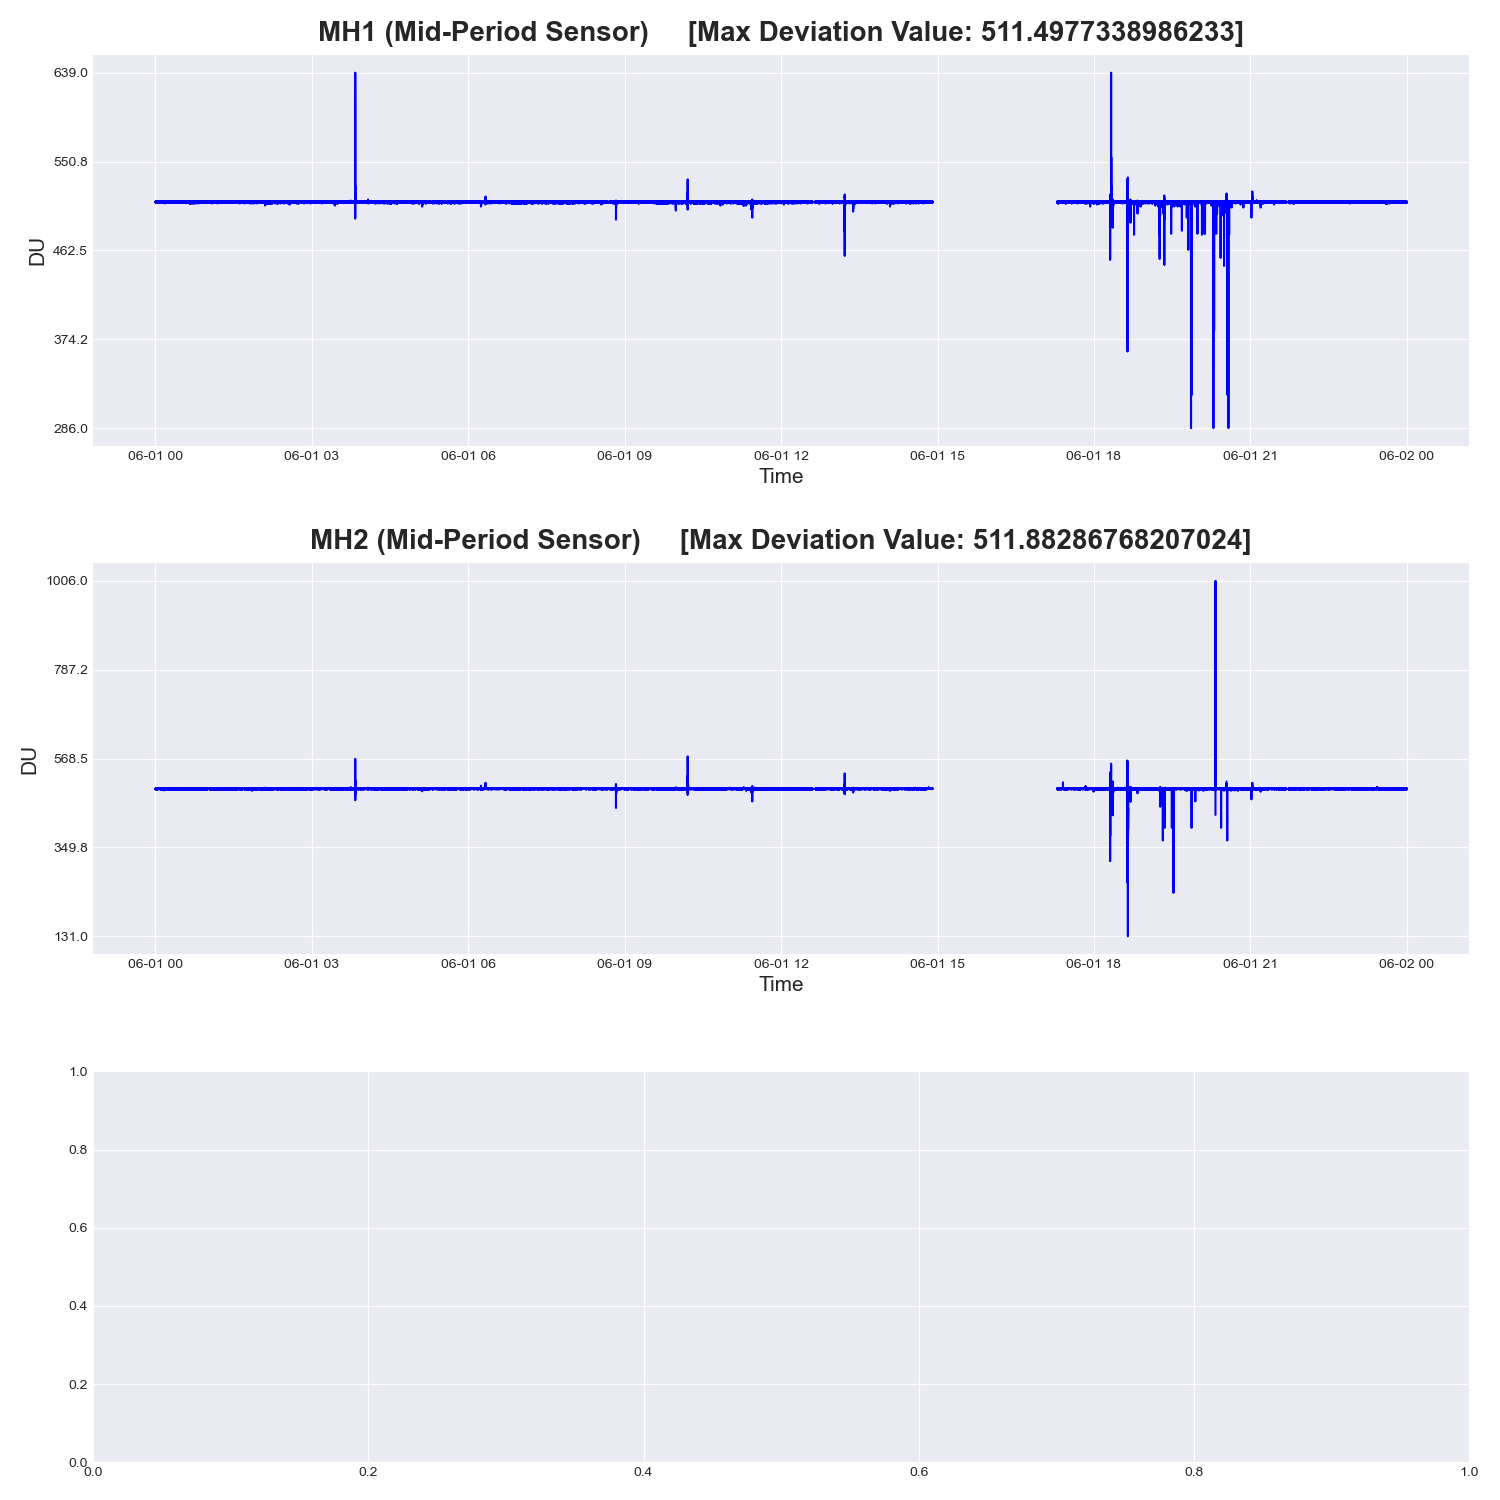 MH1 (Mid-Period Sensor) [Max Deviation Value: 511.4977338986233]
639.0
550.8
462.5
374.2
286.0
DU
06-01 00 06-01 03 06-01 06 06-01 09 06-01 12 06-01 15 06-01 18 06-01 21 06-02 00
Time
MH2 (Mid-Period Sensor) [Max Deviation Value: 511.88286768207024]
1006.0
787.2
568.5
349.8
131.0
DU
06-01 00 06-01 03 06-01 06 06-01 09 06-01 12 06-01 15 06-01 18 06-01 21 06-02 00
Time
1.0
0.8
0.6
0.4
0.2
0.0
0.0 0.2 0.4 0.6 0.8 1.0